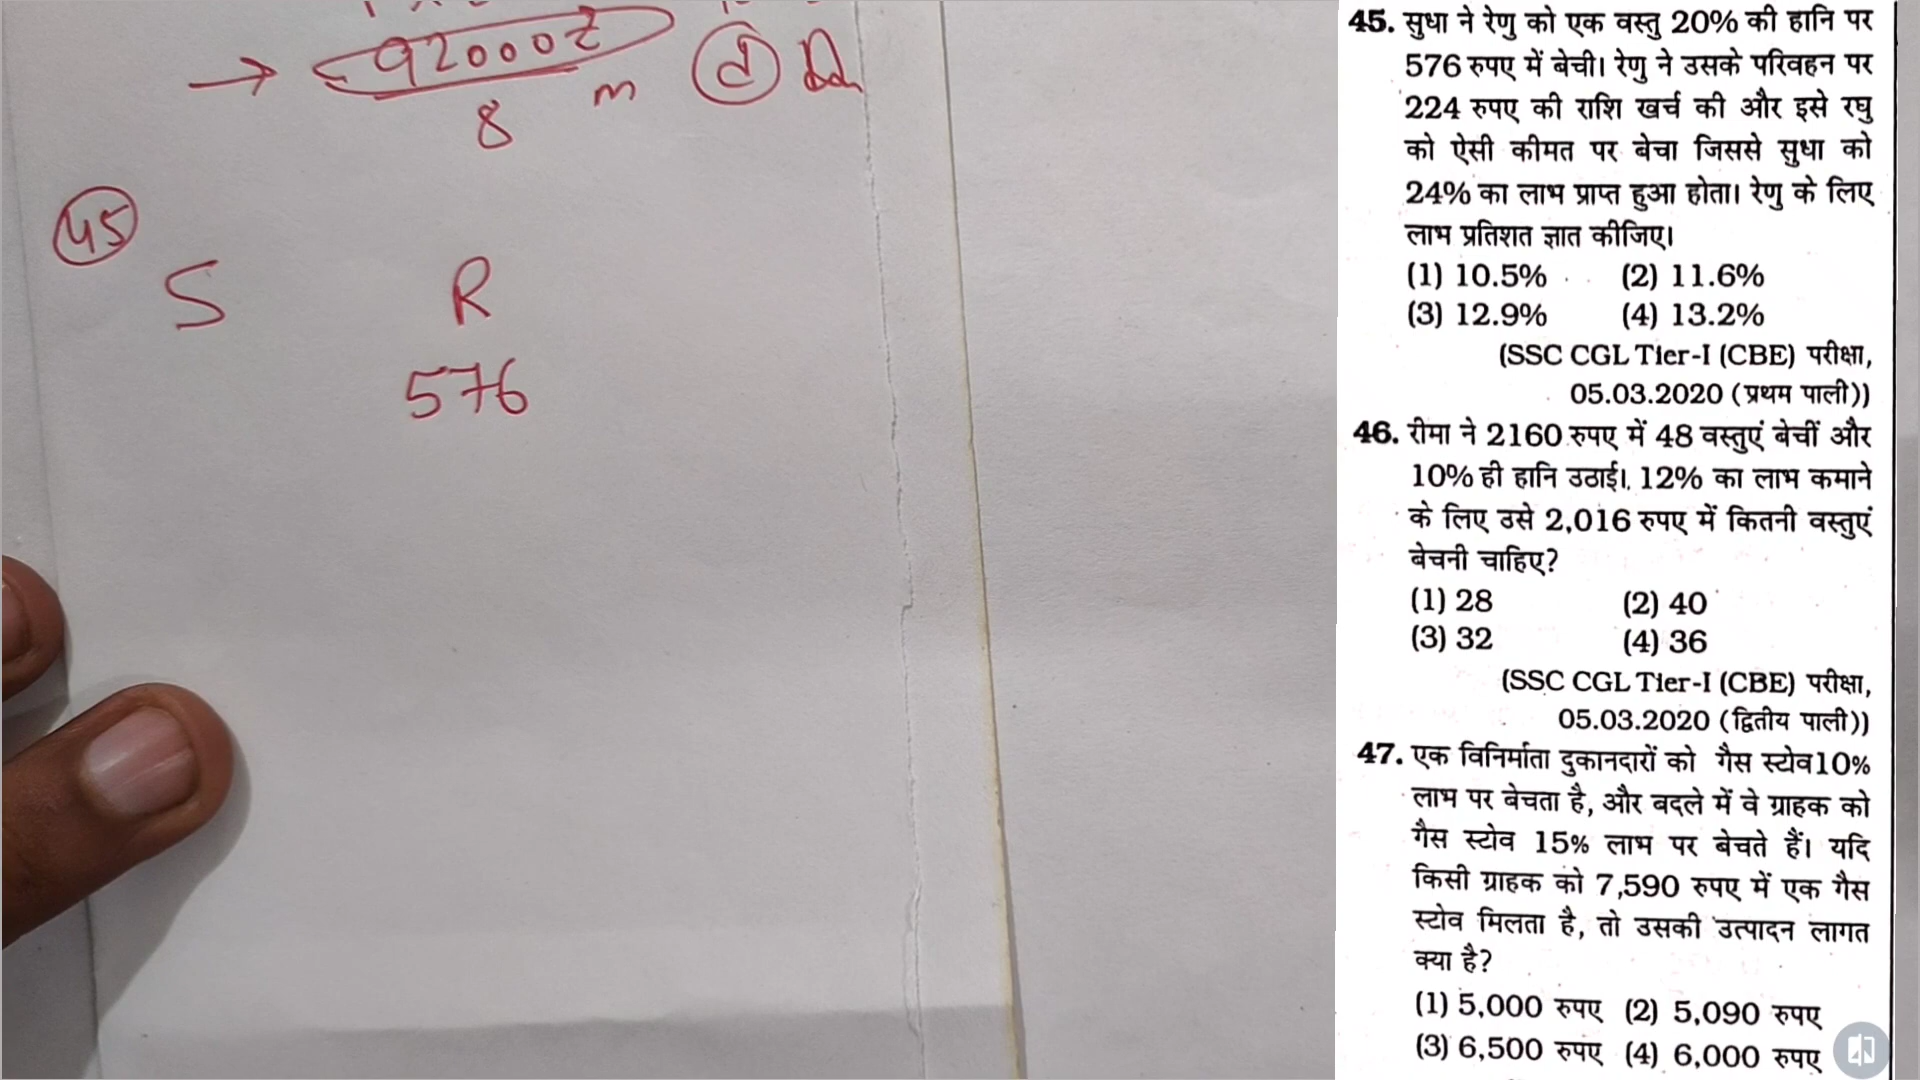 → 92000₹
8 m (d) Ans
45
S R
576
45. सुधा ने रेणु को एक वस्तु 20% की हानि पर
576 रुपए में बेची। रेणु ने उसके परिवहन पर
224 रुपए की राशि खर्च की और इसे रघु
को ऐसी कीमत पर बेचा जिससे सुधा को
24% का लाभ प्राप्त हुआ होता। रेणु के लिए
लाभ प्रतिशत ज्ञात कीजिए।
(1) 10.5% (2) 11.6%
(3) 12.9% (4) 13.2%
(SSC CGL Tier-I (CBE) परीक्षा,
05.03.2020 (प्रथम पाली))
46. रीमा ने 2160 रुपए में 48 वस्तुएं बेचीं और
10% ही हानि उठाई। 12% का लाभ कमाने
के लिए उसे 2,016 रुपए में कितनी वस्तुएं
बेचनी चाहिए?
(1) 28 (2) 40
(3) 32 (4) 36
(SSC CGL Tier-I (CBE) परीक्षा,
05.03.2020 (द्वितीय पाली))
47. एक विनिर्माता दुकानदारों को गैस स्टोव 10%
लाभ पर बेचता है, और बदले में वे ग्राहक को
गैस स्टोव 15% लाभ पर बेचते हैं। यदि
किसी ग्राहक को 7,590 रुपए में एक गैस
स्टोव मिलता है, तो उसकी उत्पादन लागत
क्या है?
(1) 5,000 रुपए (2) 5,090 रुपए
(3) 6,500 रुपए (4) 6,000 रुपए